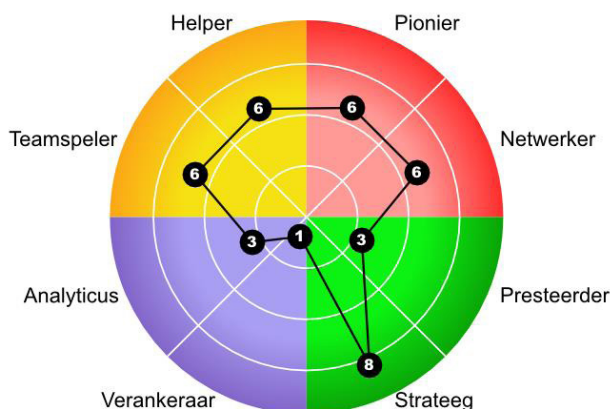 Helper Pionier
Teamspeler Netwerker
6 6
6 6
3 1 3
Analyticus Presteerder
8
Verankeraar Strateeg